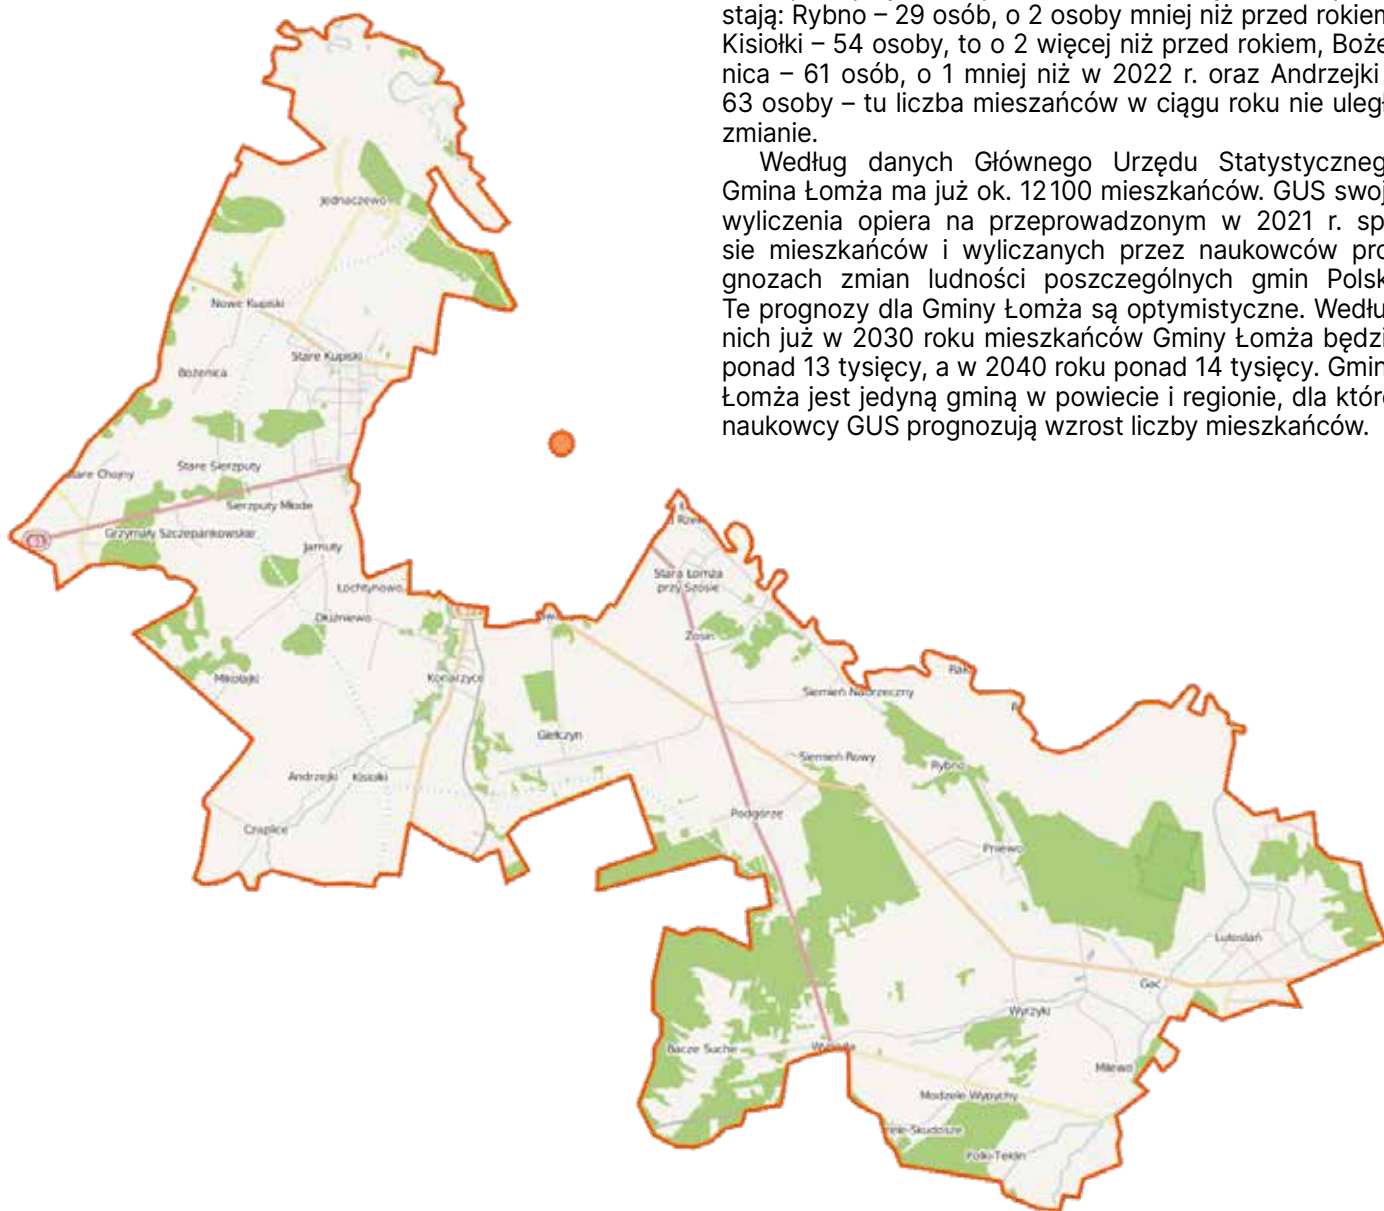 stają: Rybno – 29 osób, o 2 osoby mniej niż przed rokiem
Kisiołki – 54 osoby, to o 2 więcej niż przed rokiem, Boże
nica – 61 osób, o 1 mniej niż w 2022 r. oraz Andrzejki
63 osoby – tu liczba mieszańców w ciągu roku nie uległ
zmianie.
Według danych Głównego Urzędu Statystyczneg
Gmina Łomża ma już ok. 12100 mieszkańców. GUS swoj
wyliczenia opiera na przeprowadzonym w 2021 r. sp
sie mieszkańców i wyliczanych przez naukowców pro
gnozach zmian ludności poszczególnych gmin Polsk
Te prognozy dla Gminy Łomża są optymistyczne. Wedłu
nich już w 2030 roku mieszkańców Gminy Łomża będzi
ponad 13 tysięcy, a w 2040 roku ponad 14 tysięcy. Gmin
Łomża jest jedyną gminą w powiecie i regionie, dla któr
naukowcy GUS prognozują wzrost liczby mieszkańców.
Jednaczewo
Nowe Kupiski
Stare Kupiski
Bożenica
Stare Sierzputy
tare Chojny
Sierzputy Młode
Grzymały Szczepankowskie
Jarnuty
Łochtynowo
Dłużniewo
Mikołajki
Konarzyce
Stara Łomża
przy Szosie
Zosin
Siemień Nadrzeczny
Giełczyn
Siemień-Rowy
Rybno
Andrzejki
Kisiołki
Czaplice
Podgórze
Pniewo
Lutostań
Gać
Wyrzyki
Bacze Suche
Wygoda
Milewo
Modzele-Wypychy
ele-Skudosze
Polki-Teklin